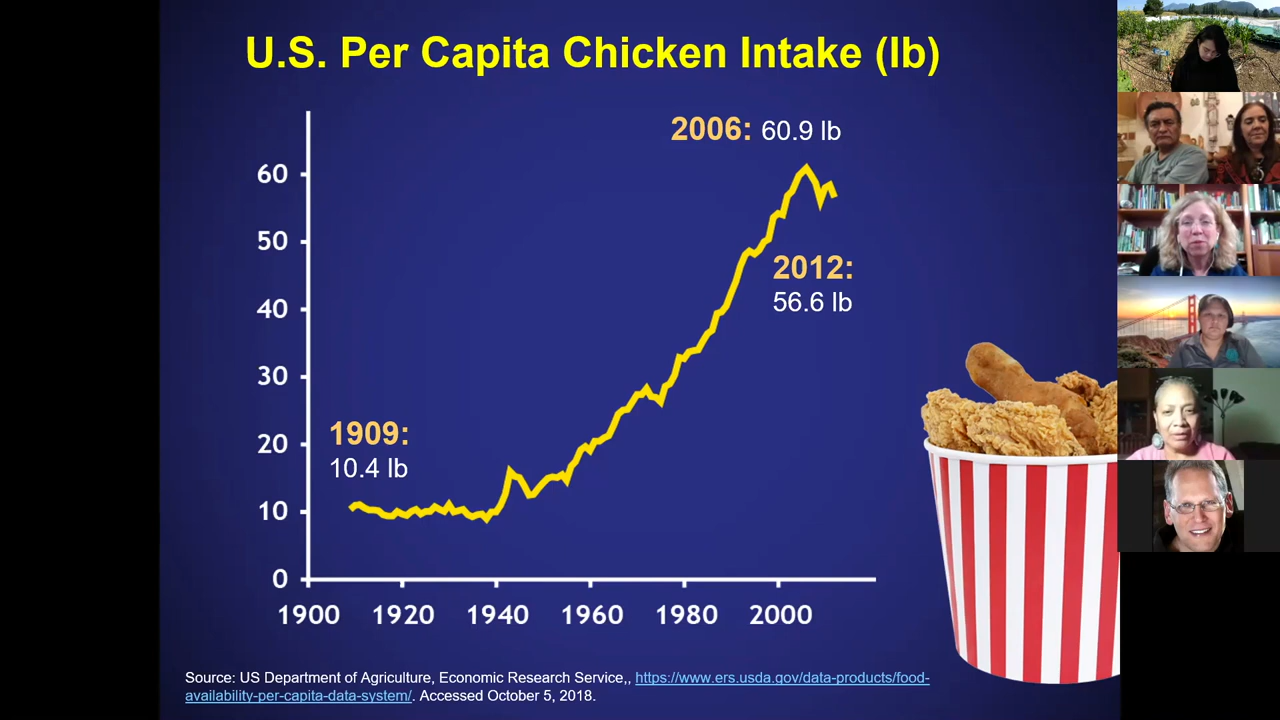 U.S. Per Capita Chicken Intake (lb)
2006: 60.9 lb
60
50
2012:
56.6 lb
40
30
1909:
10.4 lb
20
10
0
1900 1920 1940 1960 1980 2000
Source: US Department of Agriculture, Economic Research Service,, https://www.ers.usda.gov/data-products/food-
availability-per-capita-data-system/. Accessed October 5, 2018.